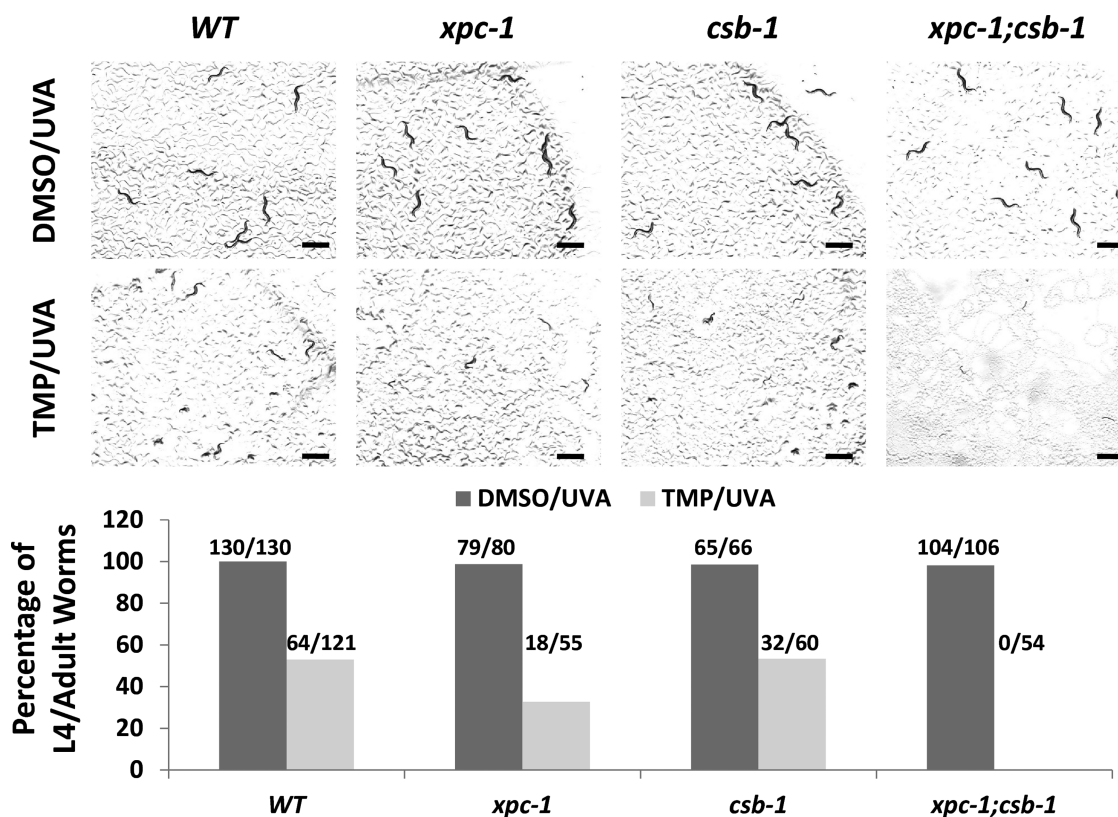 WT xpc-1 csb-1 xpc-1;csb-1
DMSO/UVA
TMP/UVA
DMSO/UVA TMP/UVA
Percentage of
L4/Adult Worms
120
100
80
60
40
20
0
130/130 79/80 65/66 104/106
64/121 18/55 32/60 0/54
WT xpc-1 csb-1 xpc-1;csb-1